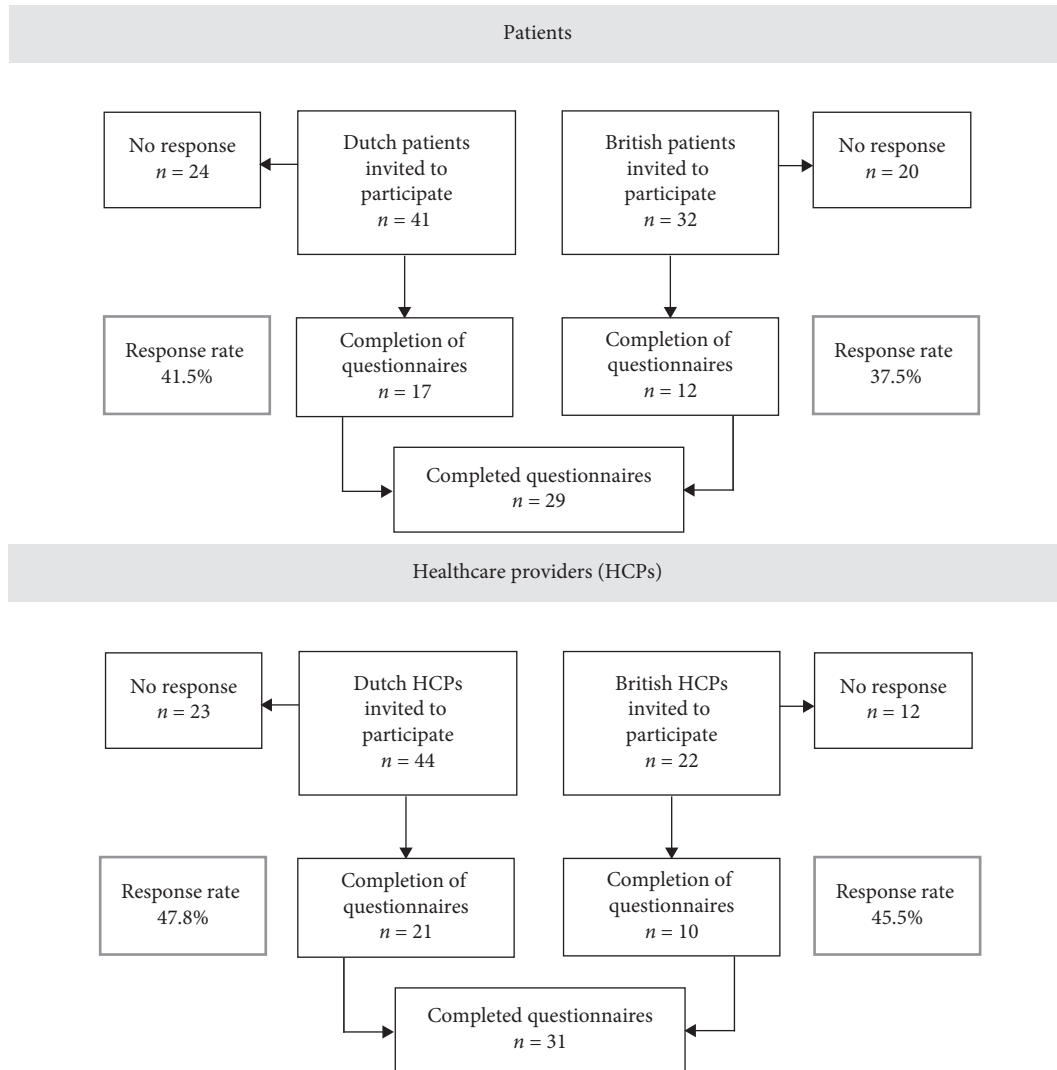 Patients
No response
n = 24
Dutch patients
invited to
participate
n = 41
British patients
invited to
participate
n = 32
No response
n = 20
Response rate
41.5%
Completion of
questionnaires
n = 17
Completion of
questionnaires
n = 12
Response rate
37.5%
Completed questionnaires
n = 29
Healthcare providers (HCPs)
No response
n = 23
Dutch HCPs
invited to
participate
n = 44
British HCPs
invited to
participate
n = 22
No response
n = 12
Response rate
47.8%
Completion of
questionnaires
n = 21
Completion of
questionnaires
n = 10
Response rate
45.5%
Completed questionnaires
n = 31